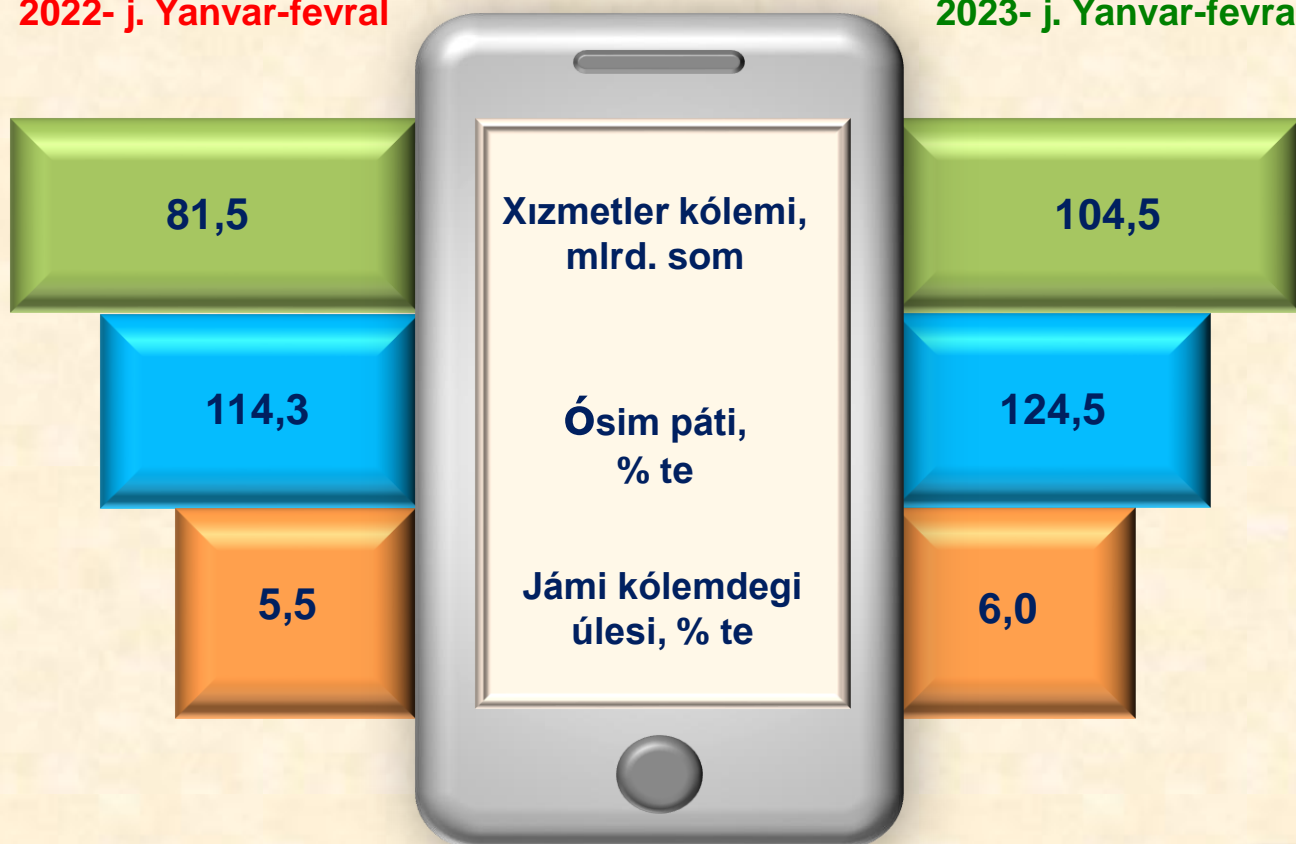 2022- j. Yanvar-fevral
2023- j. Yanvar-fevra
81,5
Xızmetler kólemi,
mlrd. som
104,5
114,3
Ósim páti,
% te
124,5
5,5
Jámi kólemdegi
úlesi, % te
6,0